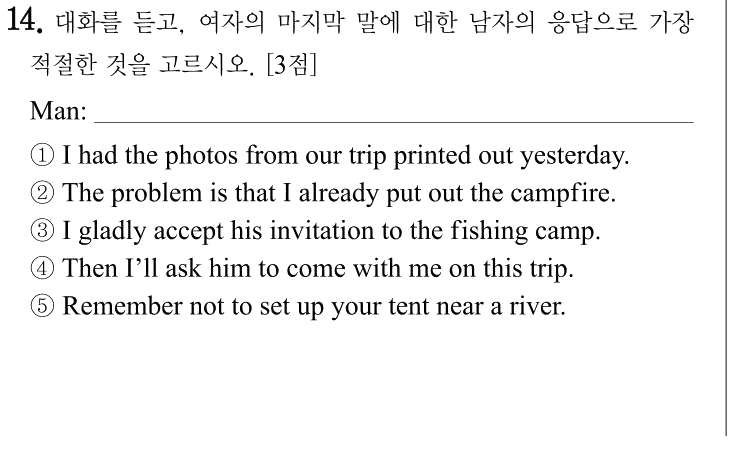 14. 대화를 듣고, 여자의 마지막 말에 대한 남자의 응답으로 가장
적절한 것을 고르시오. [3점]
Man:
① I had the photos from our trip printed out yesterday.
② The problem is that I already put out the campfire.
③ I gladly accept his invitation to the fishing camp.
④ Then I’ll ask him to come with me on this trip.
⑤ Remember not to set up your tent near a river.